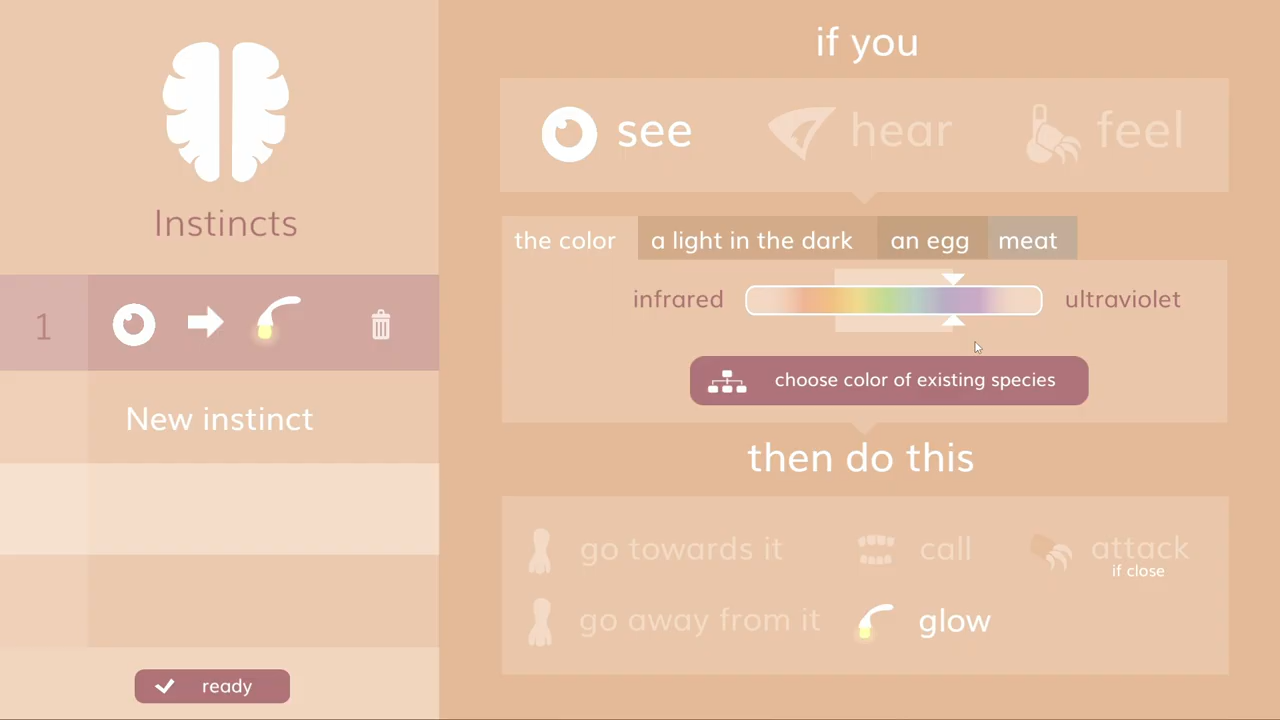 if you
see hear feel
Instincts
the color a light in the dark an egg meat
infrared ultraviolet
1
choose color of existing species
New instinct
then do this
go towards it call attack
if close
go away from it glow
ready